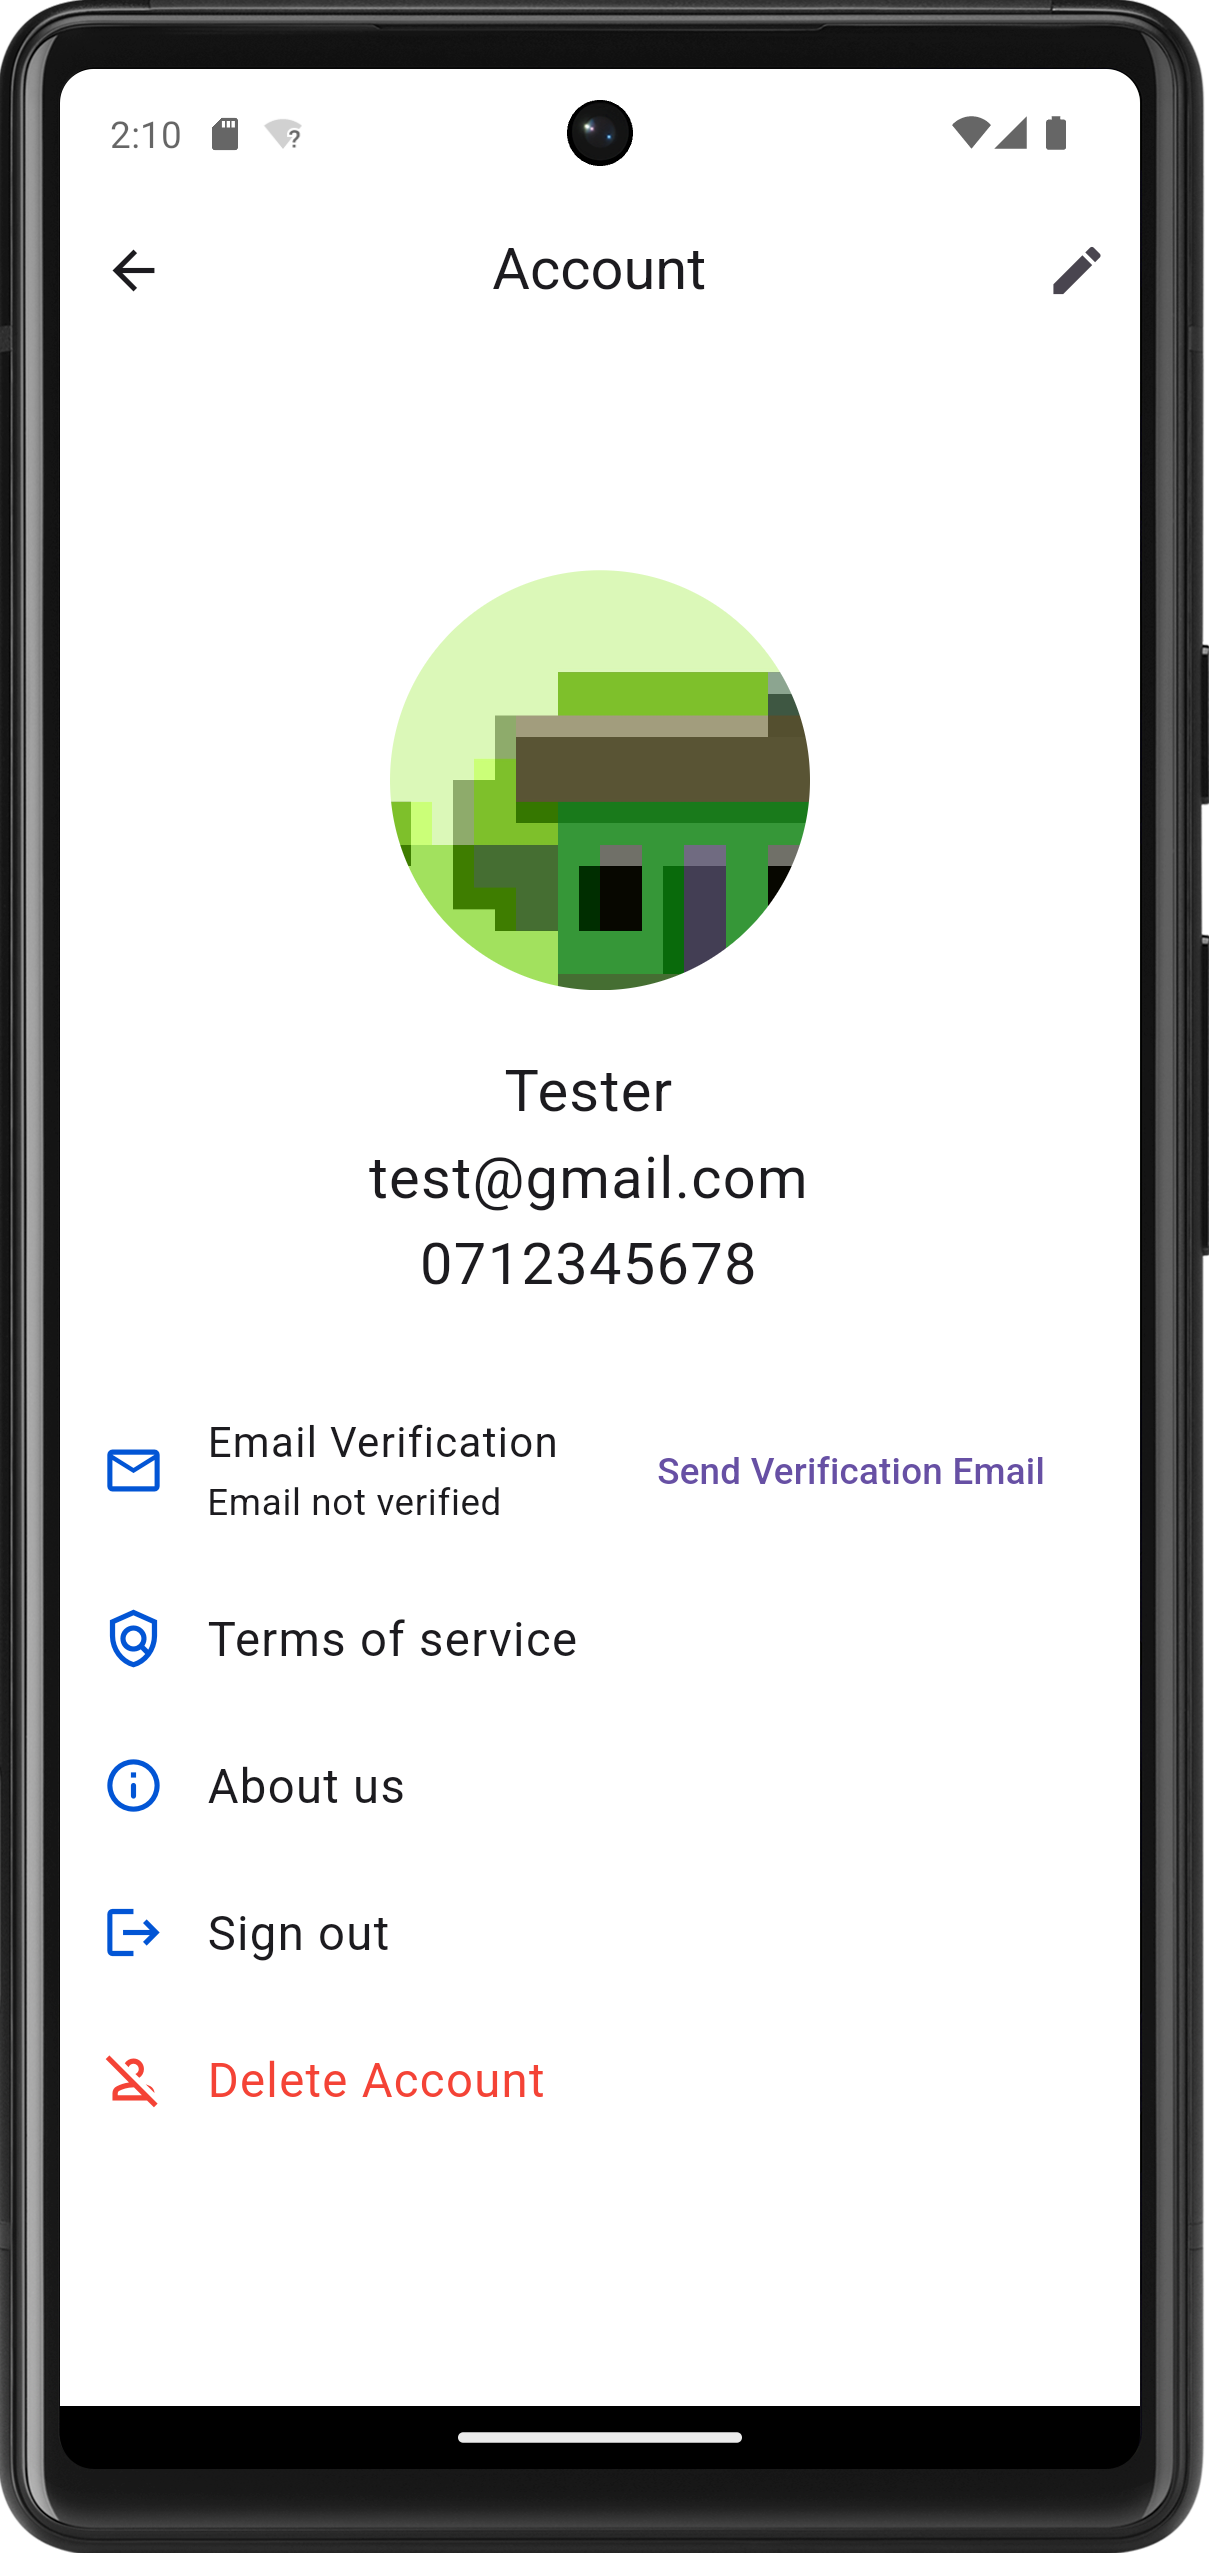 2:10
Account
Tester
test@gmail.com
0712345678
Email Verification
Email not verified
Send Verification Email
Terms of service
About us
Sign out
Delete Account